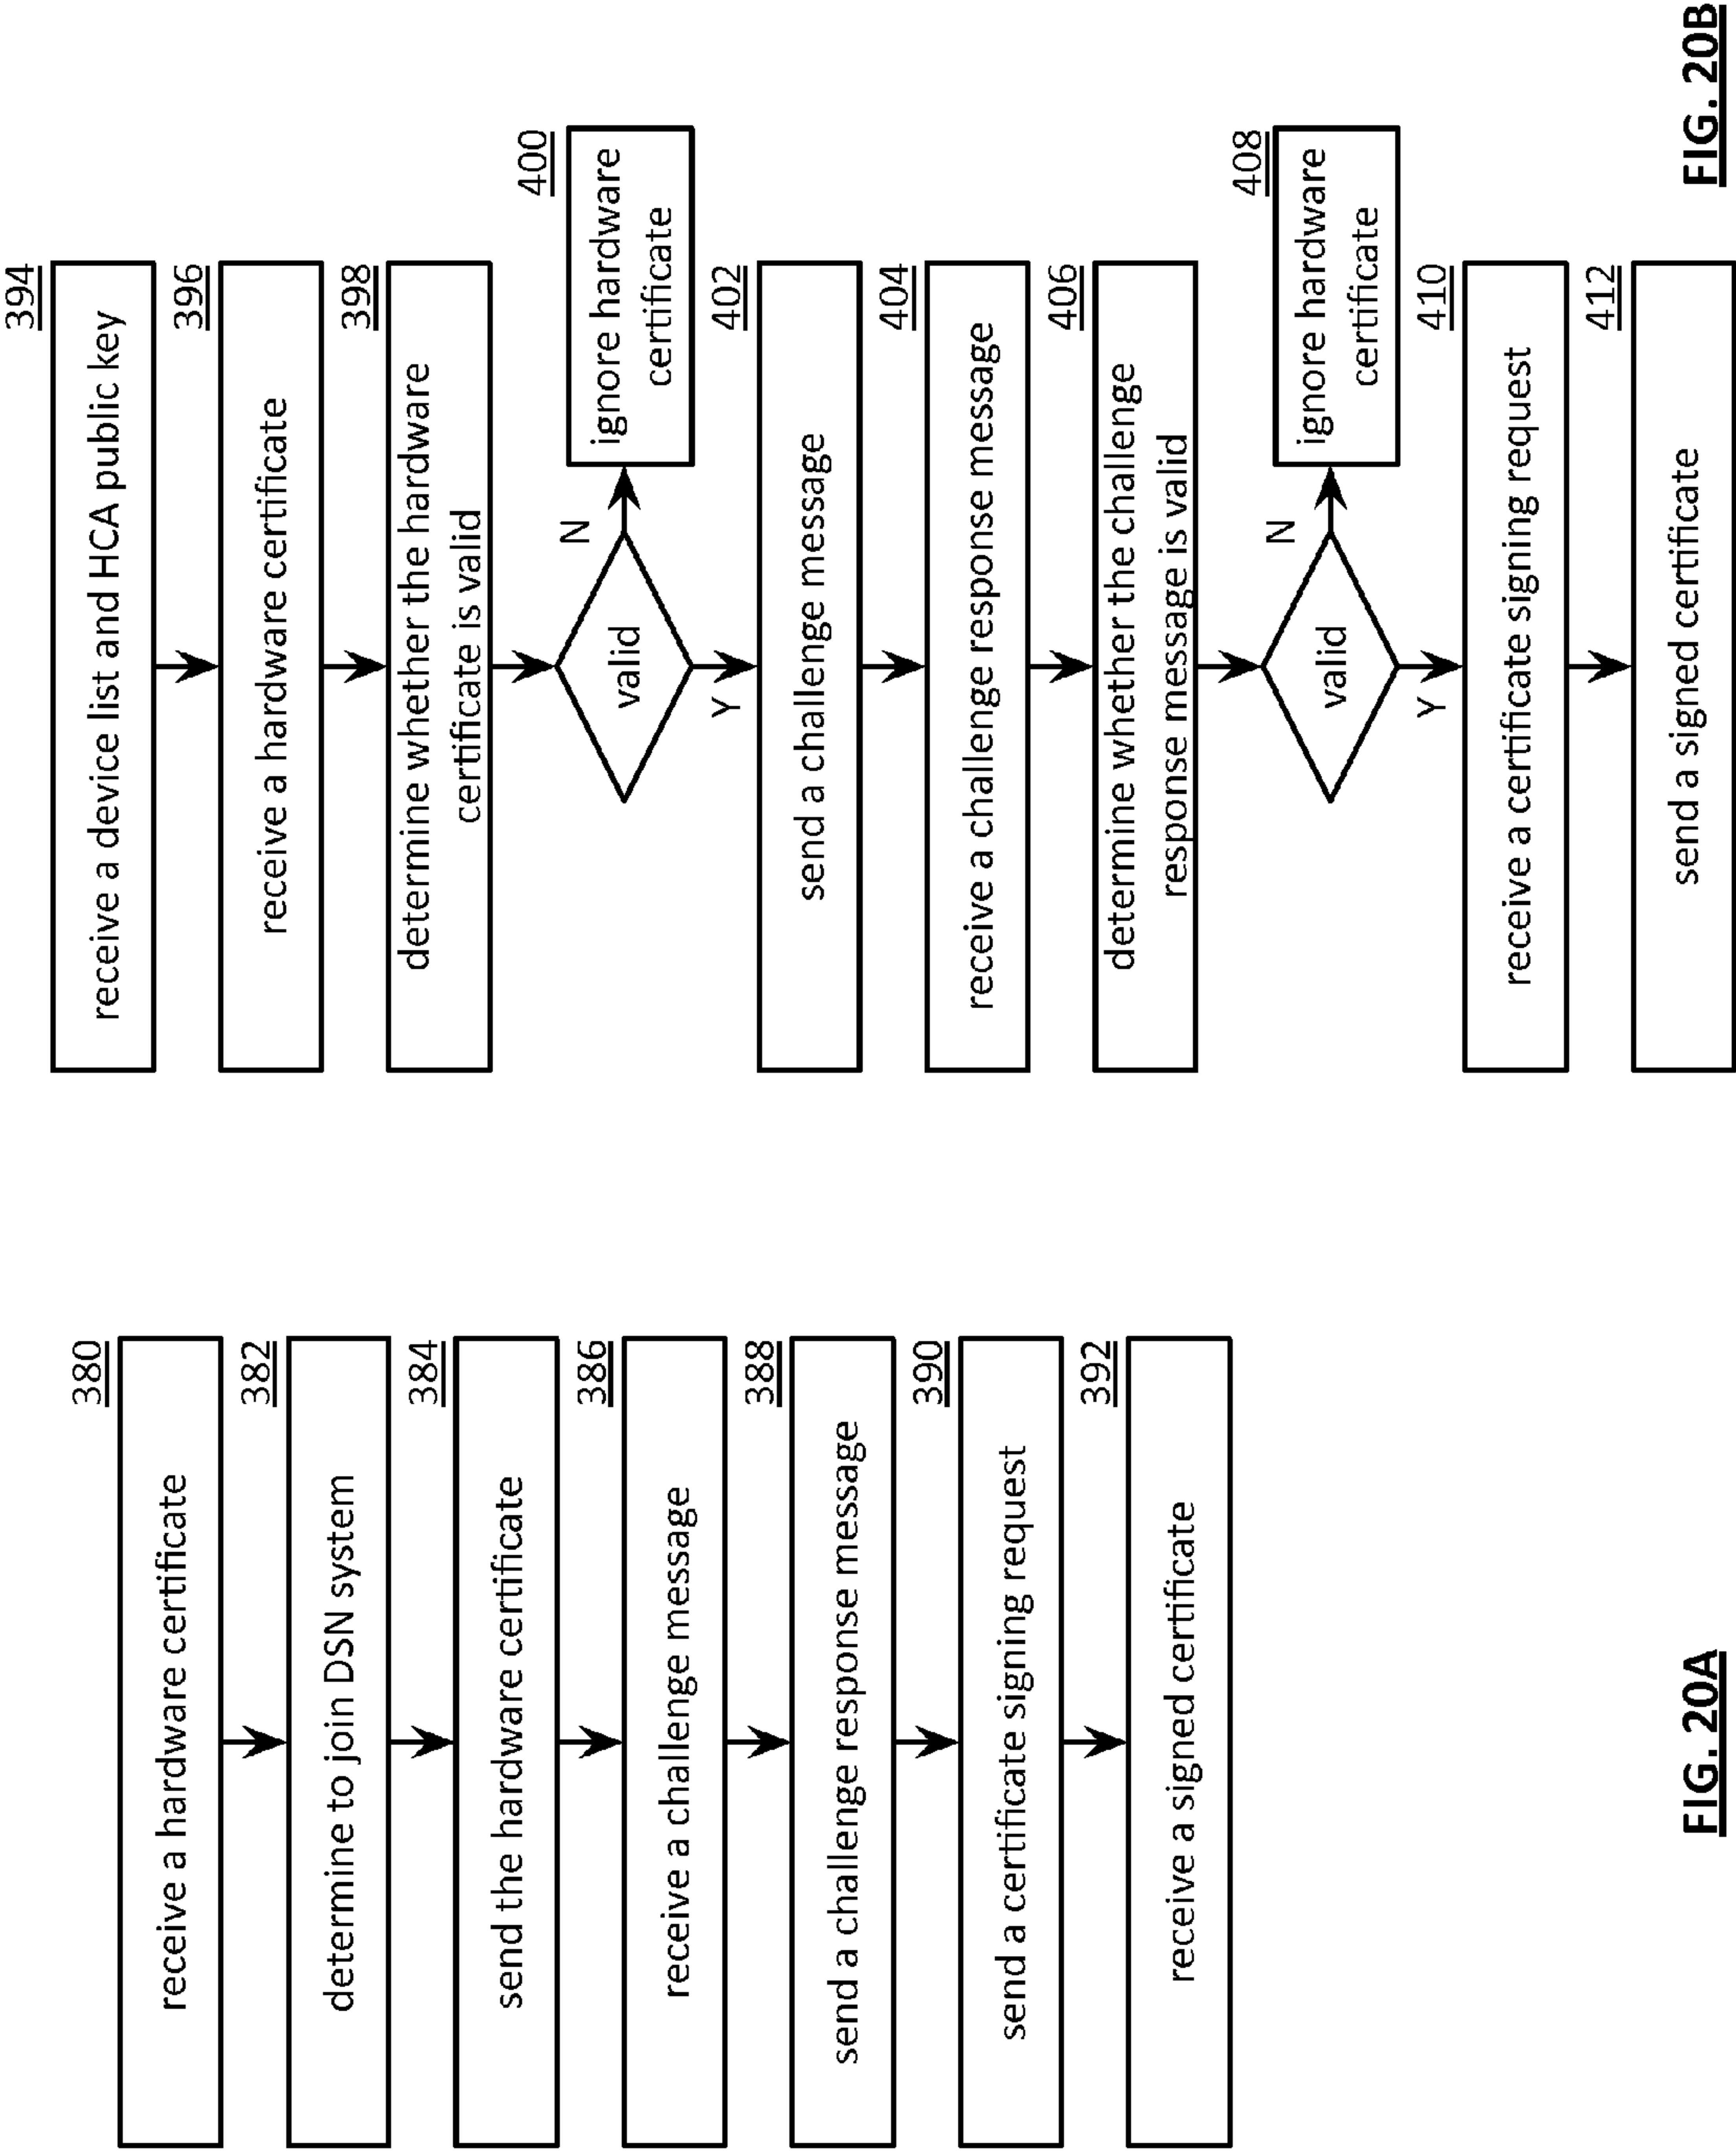 380
receive a hardware certificate
382
determine to join DSN system
384
send the hardware certificate
386
receive a challenge message
388
send a challenge response message
390
send a certificate signing request
392
receive a signed certificate
FIG. 20A
394
receive a device list and HCA public key
396
receive a hardware certificate
398
determine whether the hardware
certificate is valid
valid
N
400
ignore hardware
certificate
Y
402
send a challenge message
404
receive a challenge response message
406
determine whether the challenge
response message is valid
valid
N
408
ignore hardware
certificate
Y
410
receive a certificate signing request
412
send a signed certificate
FIG. 20B